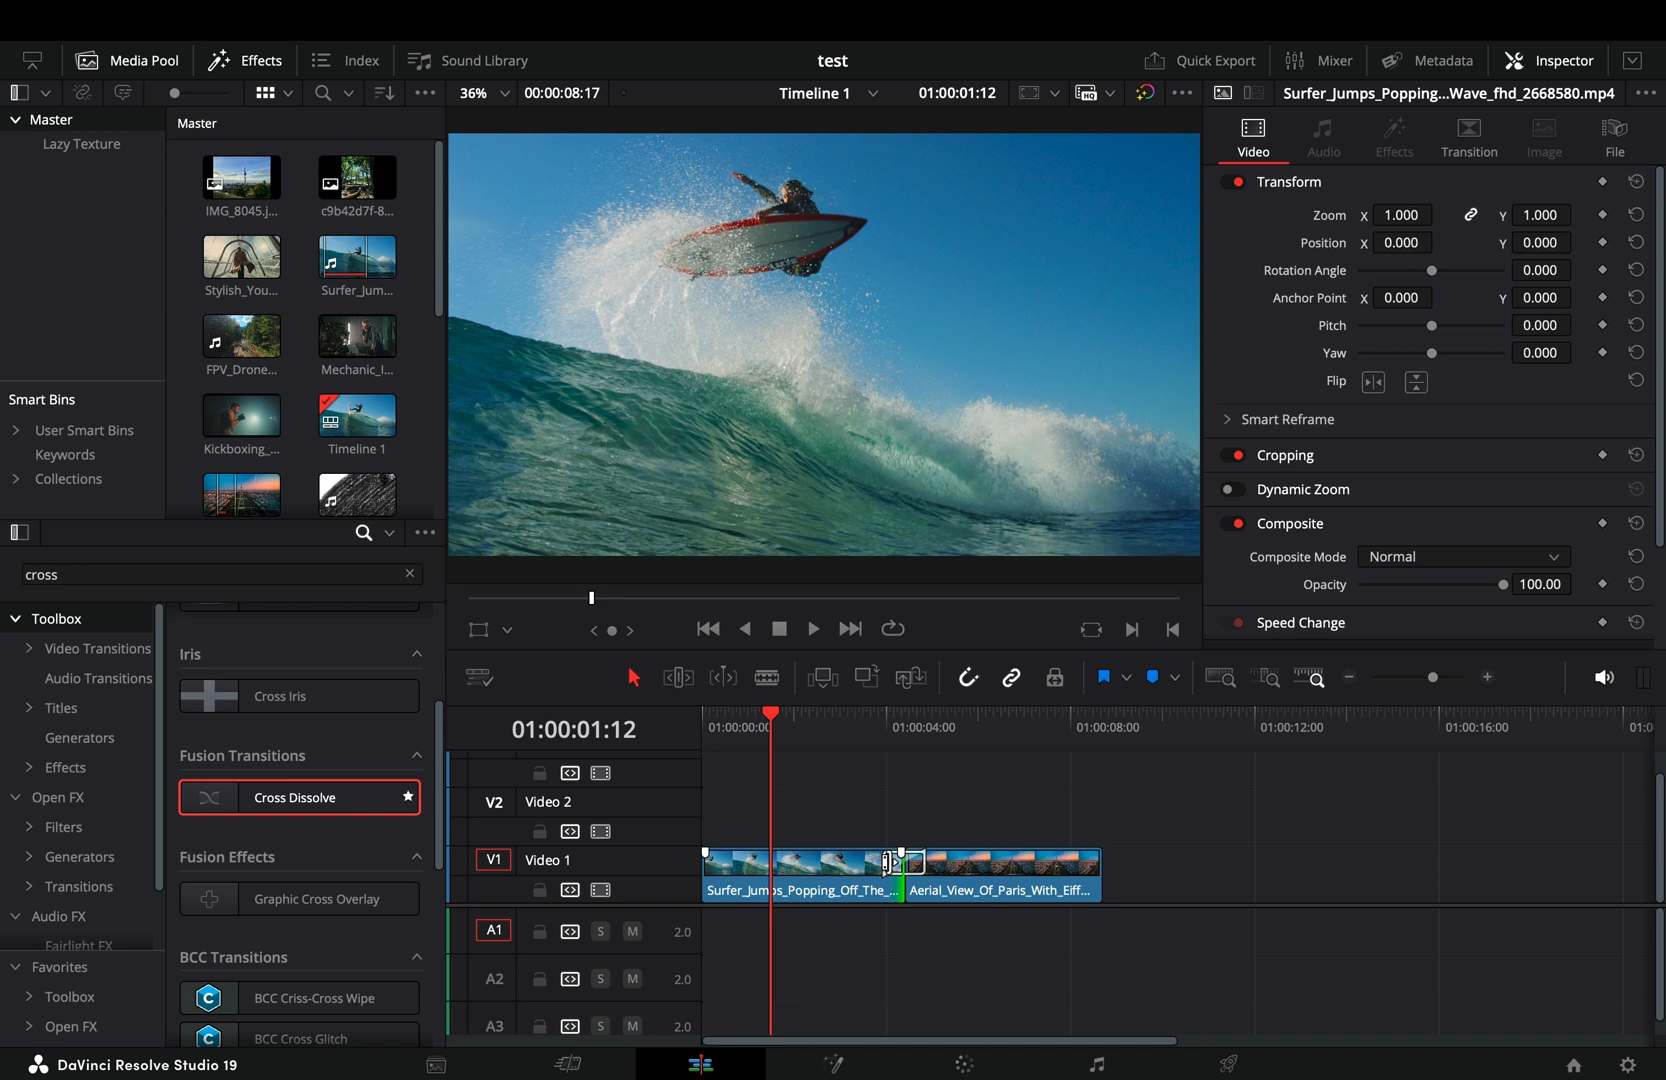 Media Pool
Effects
Index
Sound Library
test
Quick Export
Mixer
Metadata
Inspector
36%
00:00:08:17
Timeline 1
01:00:01:12
Surfer_Jumps_Popping...Wave_fhd_2668580.mp4
Master
Lazy Texture
Master
IMG_8045.j...
c9b42d7f-8...
Stylish_You...
Surfer_Jum...
FPV_Drone...
Mechanic_I...
Kickboxing_...
Timeline 1
Smart Bins
User Smart Bins
Keywords
Collections
Video
Audio
Effects
Transition
Image
File
Transform
Zoom X 1.000 Y 1.000
Position X 0.000 Y 0.000
Rotation Angle 0.000
Anchor Point X 0.000 Y 0.000
Pitch 0.000
Yaw 0.000
Flip
Smart Reframe
Cropping
Dynamic Zoom
Composite
Composite Mode Normal
Opacity 100.00
Speed Change
cross
Toolbox
Video Transitions
Audio Transitions
Titles
Generators
Effects
Open FX
Filters
Generators
Transitions
Audio FX
Fairlight FX
Favorites
Toolbox
Open FX
Iris
Cross Iris
Fusion Transitions
Cross Dissolve
Fusion Effects
Graphic Cross Overlay
BCC Transitions
BCC Criss-Cross Wipe
BCC Cross Glitch
01:00:01:12
01:00:00:00
01:00:04:00
01:00:08:00
01:00:12:00
01:00:16:00
01:0
V2 Video 2
V1 Video 1
Surfer_Jumps_Popping_Off_The_...
Aerial_View_Of_Paris_With_Eiff...
A1 S M 2.0
A2 S M 2.0
A3 S M 2.0
DaVinci Resolve Studio 19